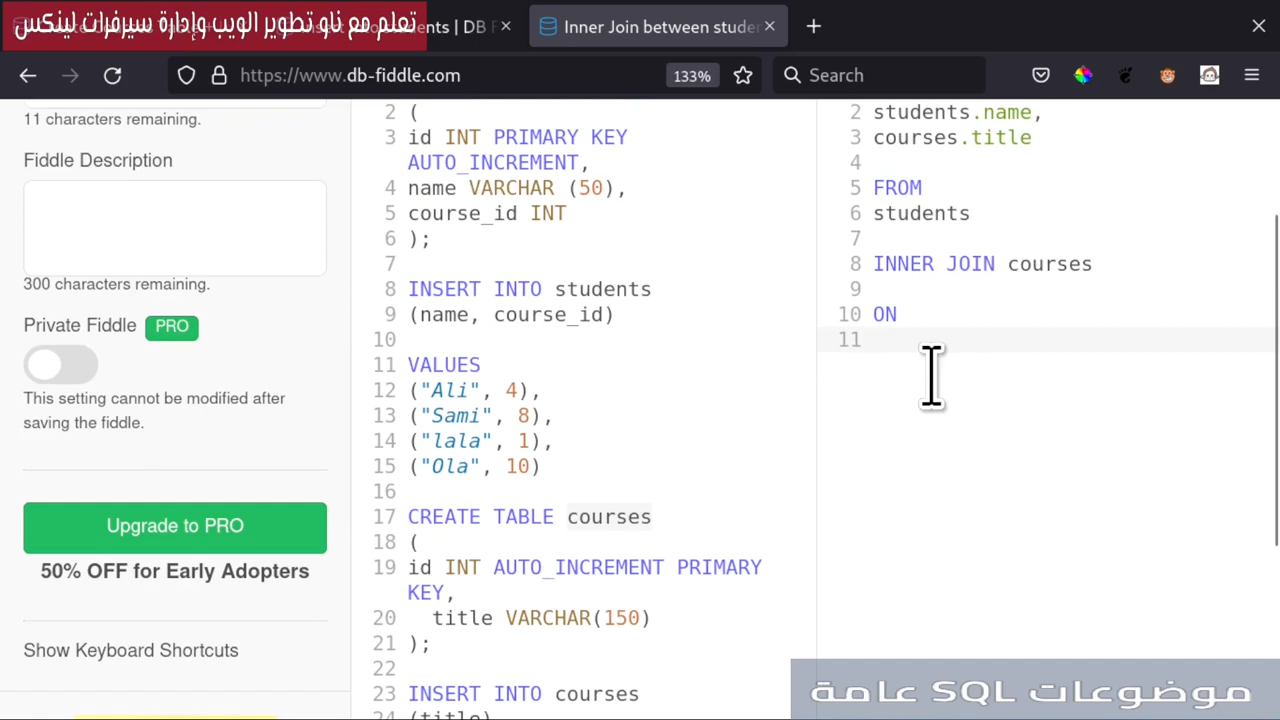 تعلم مع ناو تطوير الويب وإدارة سيرفرات لينكس
students | DB F
Inner Join between stude
https://www.db-fiddle.com
133%
Search
11 characters remaining.
Fiddle Description
300 characters remaining.
Private Fiddle PRO
This setting cannot be modified after
saving the fiddle.
Upgrade to PRO
50% OFF for Early Adopters
Show Keyboard Shortcuts
2 (
3 id INT PRIMARY KEY
AUTO_INCREMENT,
4 name VARCHAR (50),
5 course_id INT
6 );
7
8 INSERT INTO students
9 (name, course_id)
10
11 VALUES
12 ("Ali", 4),
13 ("Sami", 8),
14 ("lala", 1),
15 ("Ola", 10)
16
17 CREATE TABLE courses
18 (
19 id INT AUTO_INCREMENT PRIMARY
KEY,
20 title VARCHAR(150)
21 );
22
23 INSERT INTO courses
24 (title)
2 students.name,
3 courses.title
4
5 FROM
6 students
7
8 INNER JOIN courses
9
10 ON
11
موضوعات SQL عامة